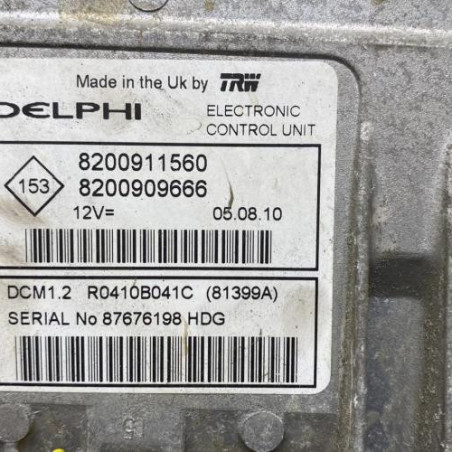 Made in the Uk by TRW
DELPHI ELECTRONIC
CONTROL UNIT
153 8200911560
8200909666
12V= 05.08.10
DCM1.2 R0410B041C (81399A)
SERIAL No 87676198 HDG